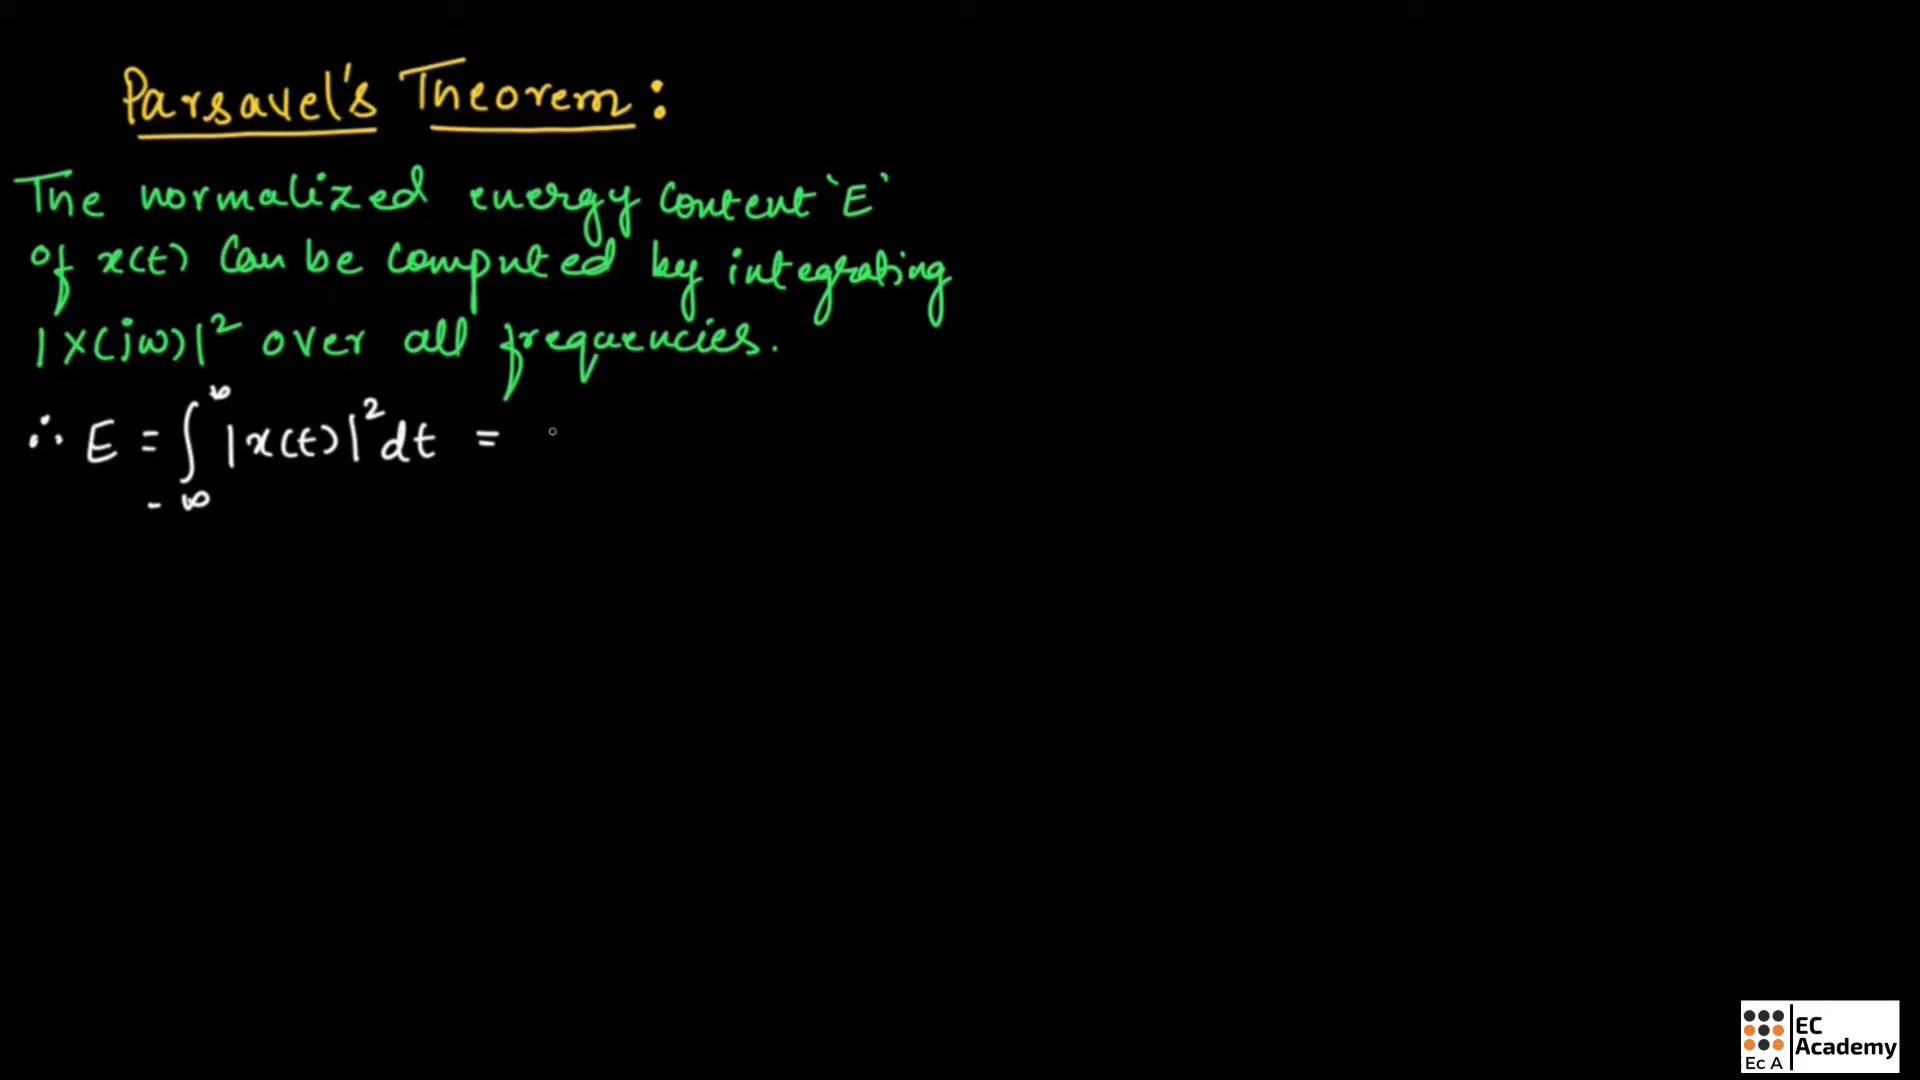 Parsavel's Theorem:
The normalized energy content 'E'
of x(t) can be computed by integrating
|X(jω)|² over all frequencies.
∴ E = ∫_{-∞}^{∞} |x(t)|² dt =
EC
Academy
Ec A